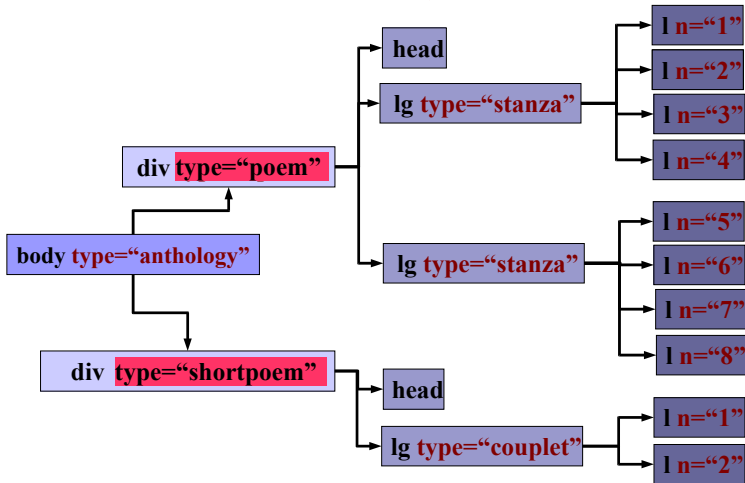 body type=“anthology”
div type=“poem”
head
lg type=“stanza”
l n=“1”
l n=“2”
l n=“3”
l n=“4”
lg type=“stanza”
l n=“5”
l n=“6”
l n=“7”
l n=“8”
div type=“shortpoem”
head
lg type=“couplet”
l n=“1”
l n=“2”